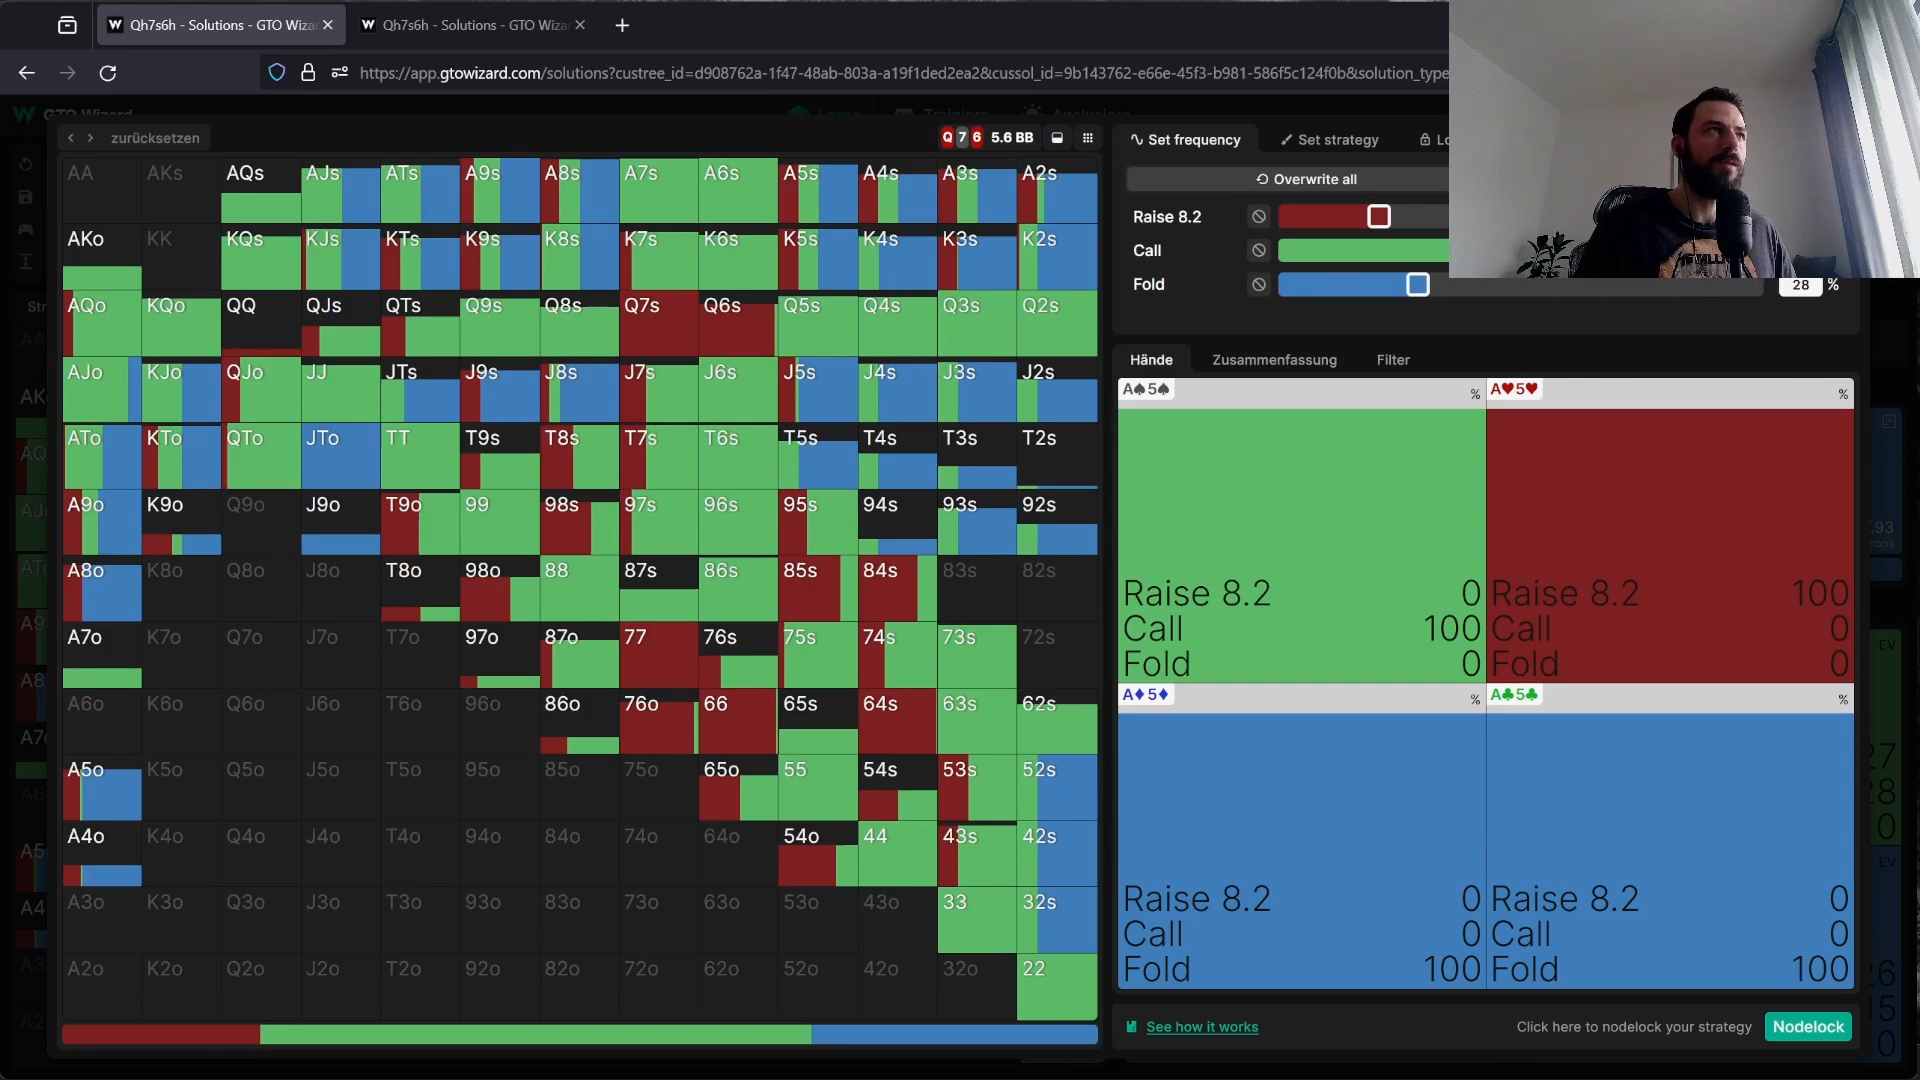 Qh7s6h - Solutions - GTO Wiza
Qh7s6h - Solutions - GTO Wiza
https://app.gtowizard.com/solutions?custree_id=d908762a-1f47-48ab-803a-a19f1ded2ea2&cussol_id=9b143762-e66e-45f3-b981-586f5c124f0b&solution_type
zurücksetzen
Q 7 6 5.6 BB
Set frequency Set strategy Lo
Overwrite all
Raise 8.2
Call
Fold 28 %
AA AKs AQs AJs ATs A9s A8s A7s A6s A5s A4s A3s A2s
AKo KK KQs KJs KTs K9s K8s K7s K6s K5s K4s K3s K2s
AQo KQo QQ QJs QTs Q9s Q8s Q7s Q6s Q5s Q4s Q3s Q2s
AJo KJo QJo JJ JTs J9s J8s J7s J6s J5s J4s J3s J2s
ATo KTo QTo JTo TT T9s T8s T7s T6s T5s T4s T3s T2s
A9o K9o Q9o J9o T9o 99 98s 97s 96s 95s 94s 93s 92s
A8o K8o Q8o J8o T8o 98o 88 87s 86s 85s 84s 83s 82s
A7o K7o Q7o J7o T7o 97o 87o 77 76s 75s 74s 73s 72s
A6o K6o Q6o J6o T6o 96o 86o 76o 66 65s 64s 63s 62s
A5o K5o Q5o J5o T5o 95o 85o 75o 65o 55 54s 53s 52s
A4o K4o Q4o J4o T4o 94o 84o 74o 64o 54o 44 43s 42s
A3o K3o Q3o J3o T3o 93o 83o 73o 63o 53o 43o 33 32s
A2o K2o Q2o J2o T2o 92o 82o 72o 62o 52o 42o 32o 22
Hände Zusammenfassung Filter
A♠5♠ % A♥5♥ %
Raise 8.2 0 Raise 8.2 100
Call 100 Call 0
Fold 0 Fold 0
A♦5♦ % A♣5♣ %
Raise 8.2 0 Raise 8.2 0
Call 0 Call 0
Fold 100 Fold 100
See how it works Click here to nodelock your strategy Nodelock